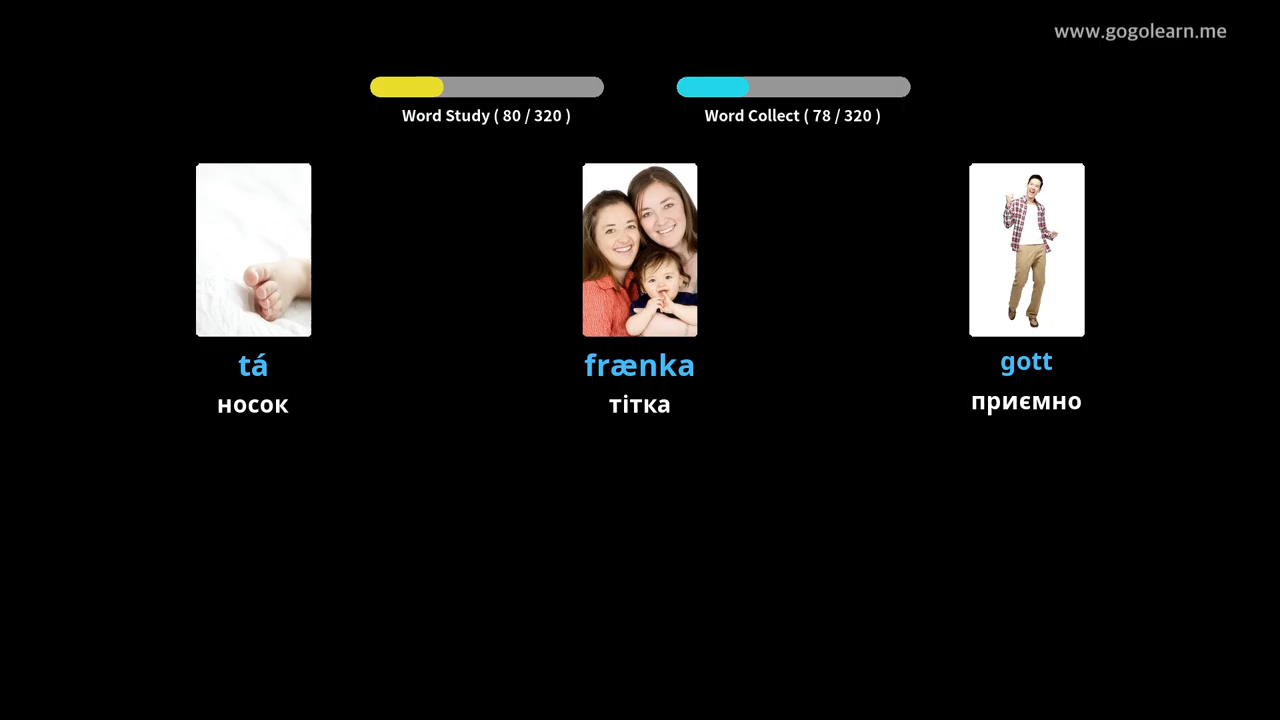 www.gogolearn.me
Word Study ( 80 / 320 )
Word Collect ( 78 / 320 )
tá
носок
frænka
тітка
gott
приємно